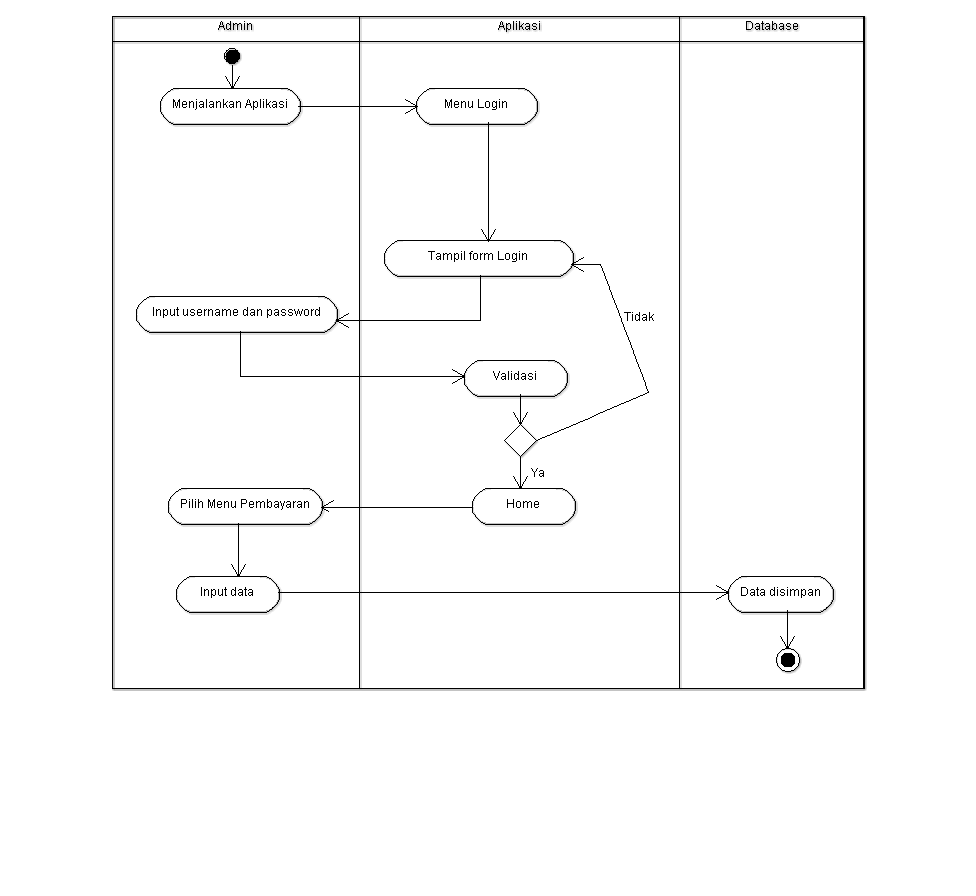 Admin
Aplikasi
Database
Menjalankan Aplikasi
Menu Login
Tampil form Login
Input username dan password
Tidak
Validasi
Ya
Pilih Menu Pembayaran
Home
Input data
Data disimpan